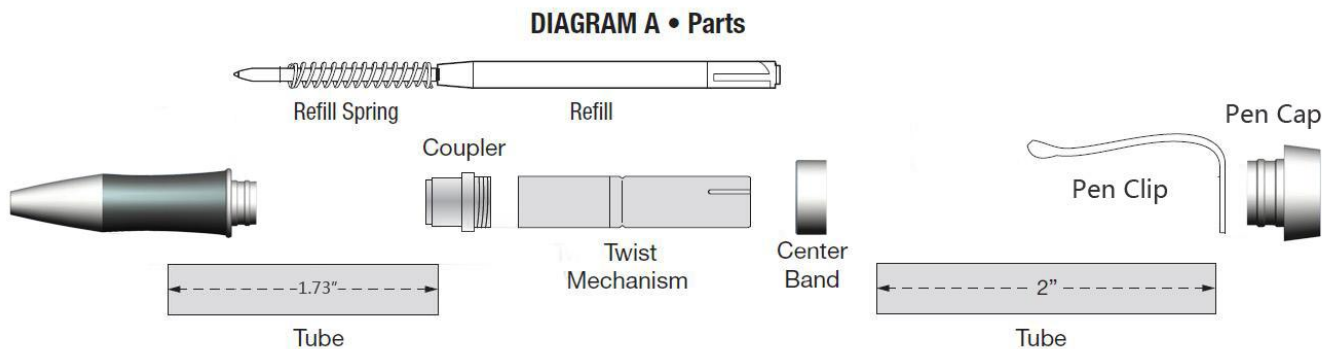 DIAGRAM A • Parts
Refill Spring
Refill
Pen Cap
Coupler
Pen Clip
Twist
Mechanism
Center
Band
1.73"
2”
Tube
Tube